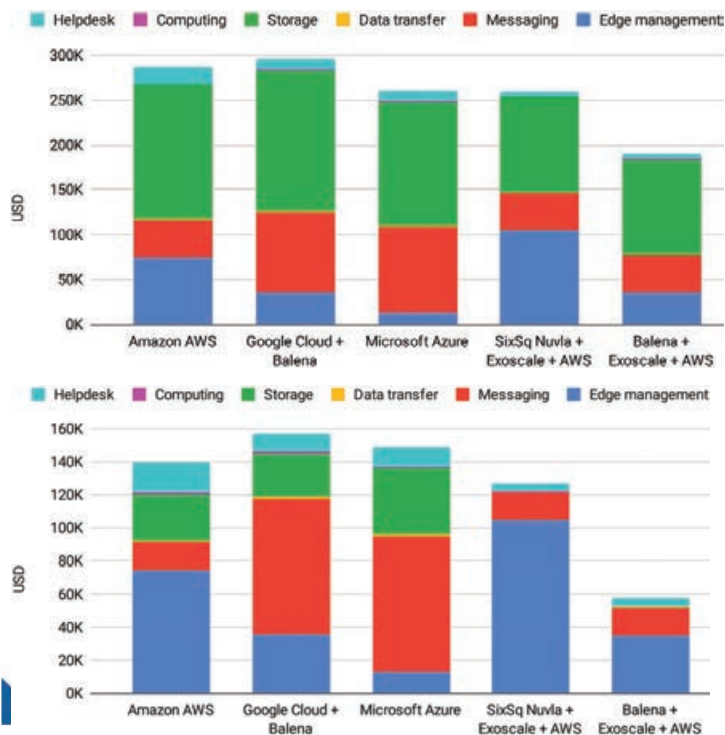 Helpdesk Computing Storage Data transfer Messaging Edge management
300K
250K
200K
150K
100K
50K
0K
USD
Amazon AWS Google Cloud + Balena Microsoft Azure SixSq Nuvla + Exoscale + AWS Balena + Exoscale + AWS
Helpdesk Computing Storage Data transfer Messaging Edge management
160K
140K
120K
100K
80K
60K
40K
20K
0K
USD
Amazon AWS Google Cloud + Balena Microsoft Azure SixSq Nuvla + Exoscale + AWS Balena + Exoscale + AWS